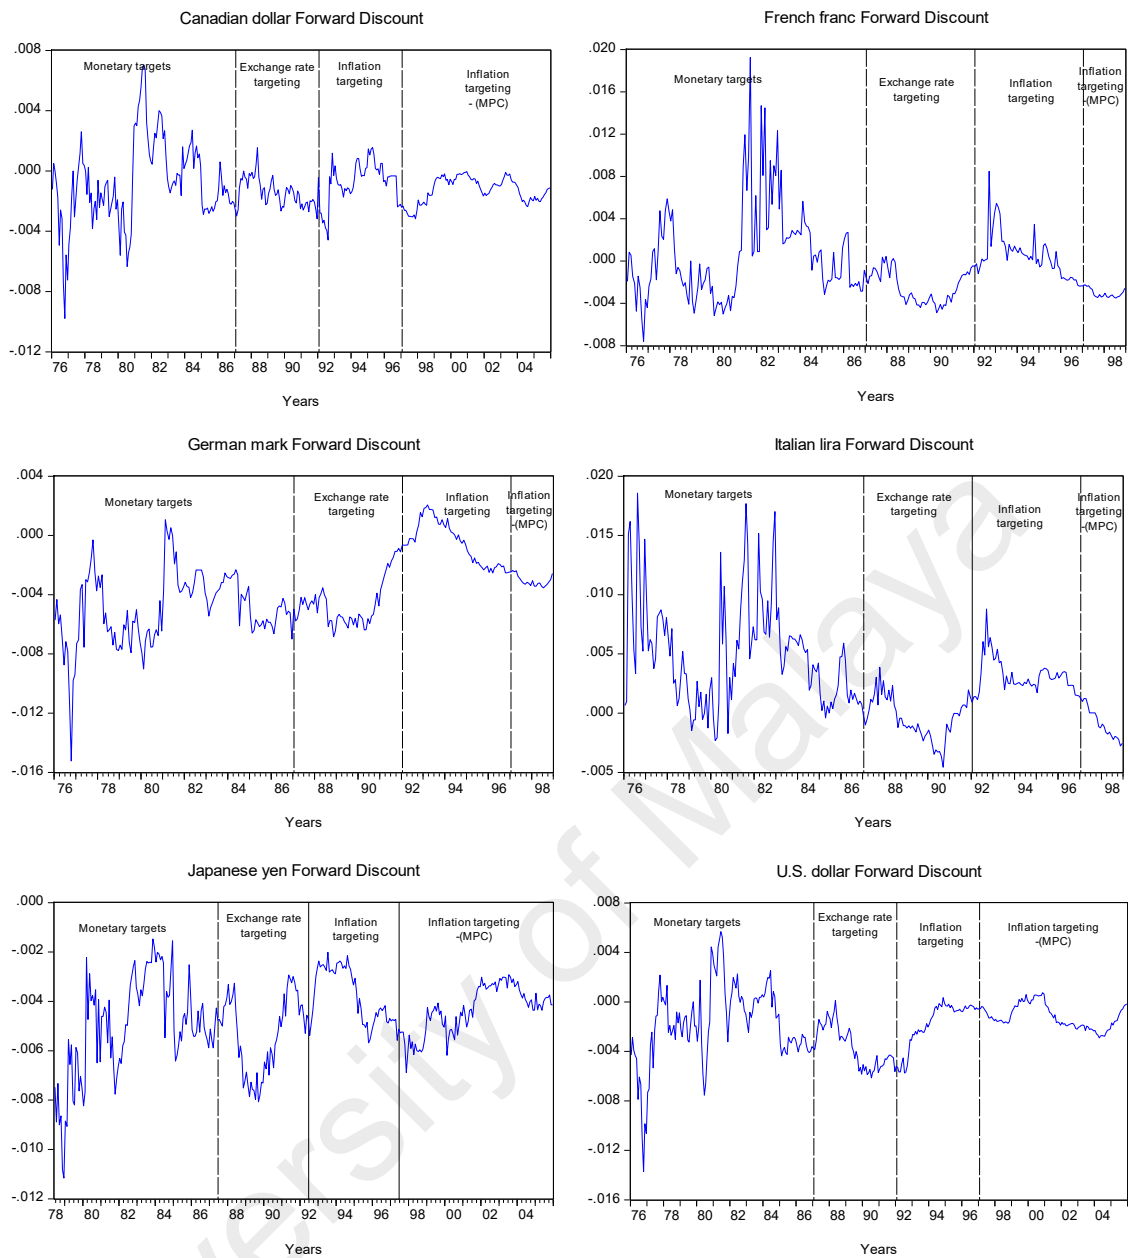 Canadian dollar Forward Discount
.008
.004
.000
-.004
-.008
-.012
Monetary targets
Exchange rate
targeting
Inflation
targeting
Inflation
targeting
- (MPC)
76 78 80 82 84 86 88 90 92 94 96 98 00 02 04
Years
French franc Forward Discount
.020
.016
.012
.008
.004
.000
-.004
-.008
Monetary targets
Exchange rate
targeting
Inflation
targeting
Inflation
targeting
-(MPC)
76 78 80 82 84 86 88 90 92 94 96 98
Years
German mark Forward Discount
.004
.000
-.004
-.008
-.012
-.016
Monetary targets
Exchange rate
targeting
Inflation
targeting
Inflation
targeting
-(MPC)
76 78 80 82 84 86 88 90 92 94 96 98
Years
Italian lira Forward Discount
.020
.015
.010
.005
.000
-.005
Monetary targets
Exchange rate
targeting
Inflation
targeting
Inflation
targeting
-(MPC)
76 78 80 82 84 86 88 90 92 94 96 98
Years
Japanese yen Forward Discount
.000
-.002
-.004
-.006
-.008
-.010
-.012
Monetary targets
Exchange rate
targeting
Inflation
targeting
Inflation targeting
-(MPC)
78 80 82 84 86 88 90 92 94 96 98 00 02 04
Years
U.S. dollar Forward Discount
.008
.004
.000
-.004
-.008
-.012
-.016
Monetary targets
Exchange rate
targeting
Inflation
targeting
Inflation targeting
-(MPC)
76 78 80 82 84 86 88 90 92 94 96 98 00 02 04
Years
versity of Malaya